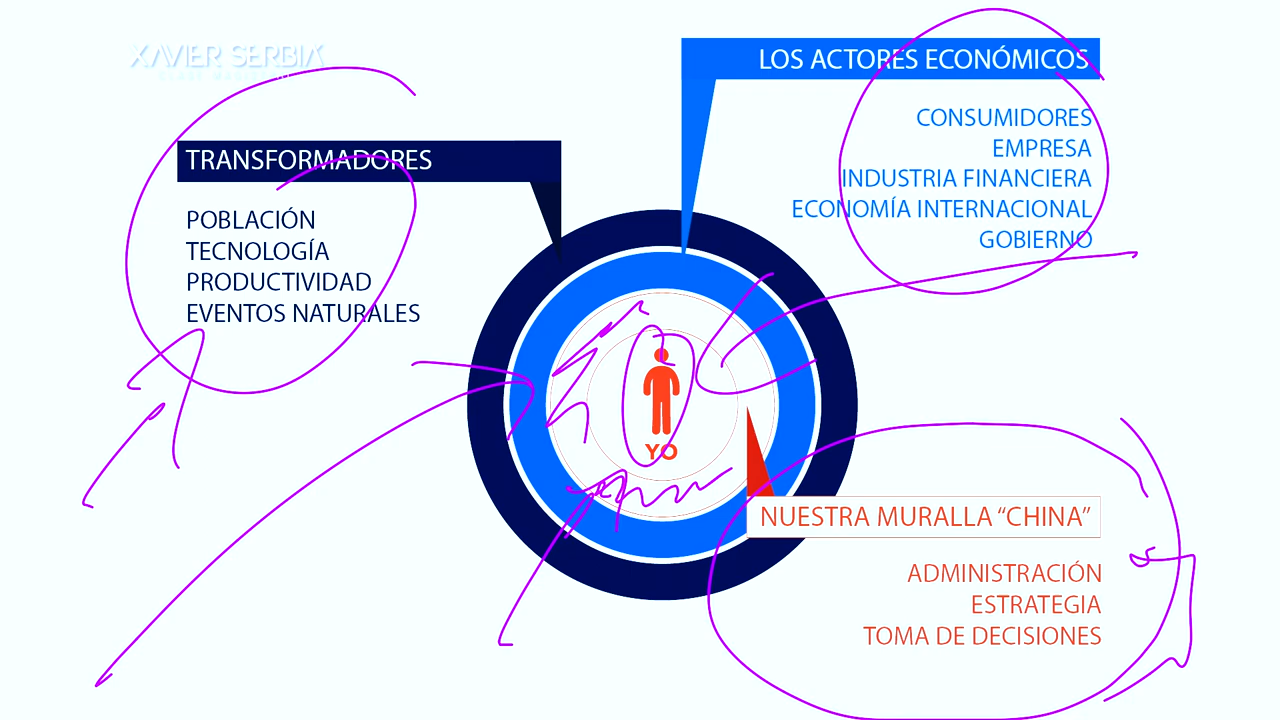 XAVIER SERBIÁ
LOS ACTORES ECONÓMICOS
CONSUMIDORES
EMPRESA
INDUSTRIA FINANCIERA
ECONOMÍA INTERNACIONAL
GOBIERNO
TRANSFORMADORES
POBLACIÓN
TECNOLOGÍA
PRODUCTIVIDAD
EVENTOS NATURALES
YO
NUESTRA MURALLA “CHINA”
ADMINISTRACIÓN
ESTRATEGIA
TOMA DE DECISIONES